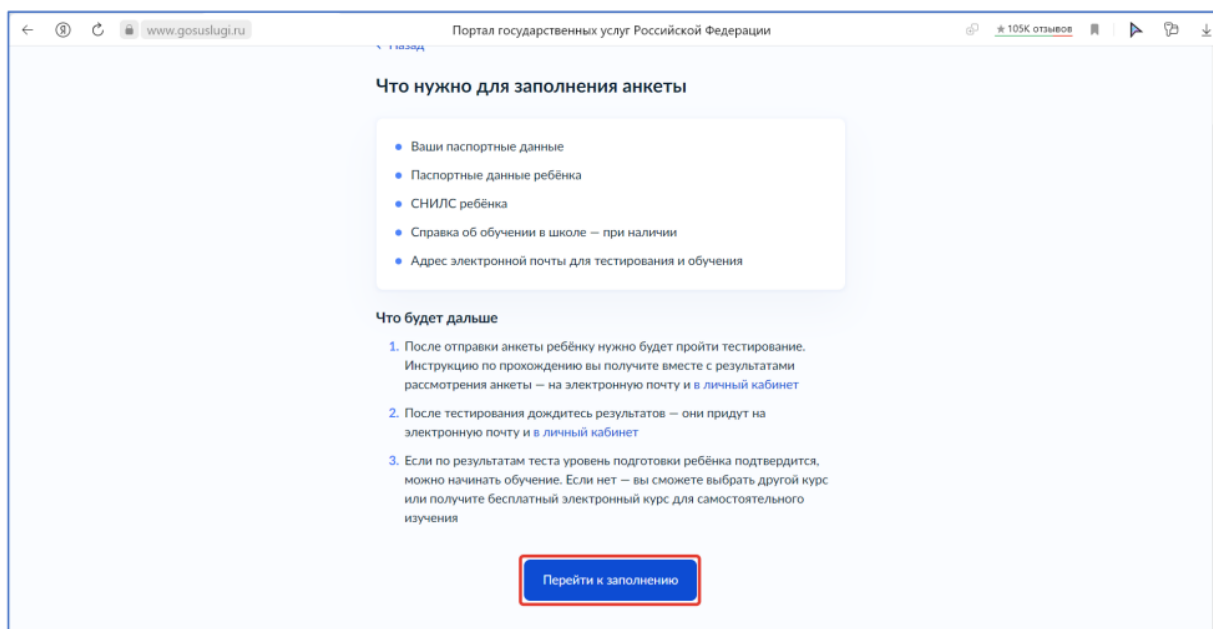 www.gosuslugi.ru
Портал государственных услуг Российской Федерации
105K отзывов
Назад
Что нужно для заполнения анкеты
Ваши паспортные данные
Паспортные данные ребёнка
СНИЛС ребёнка
Справка об обучении в школе — при наличии
Адрес электронной почты для тестирования и обучения
Что будет дальше
1. После отправки анкеты ребёнку нужно будет пройти тестирование.
Инструкцию по прохождению вы получите вместе с результатами
рассмотрения анкеты — на электронную почту и в личный кабинет
2. После тестирования дождитесь результатов — они придут на
электронную почту и в личный кабинет
3. Если по результатам теста уровень подготовки ребёнка подтвердится,
можно начинать обучение. Если нет — вы сможете выбрать другой курс
или получите бесплатный электронный курс для самостоятельного
изучения
Перейти к заполнению